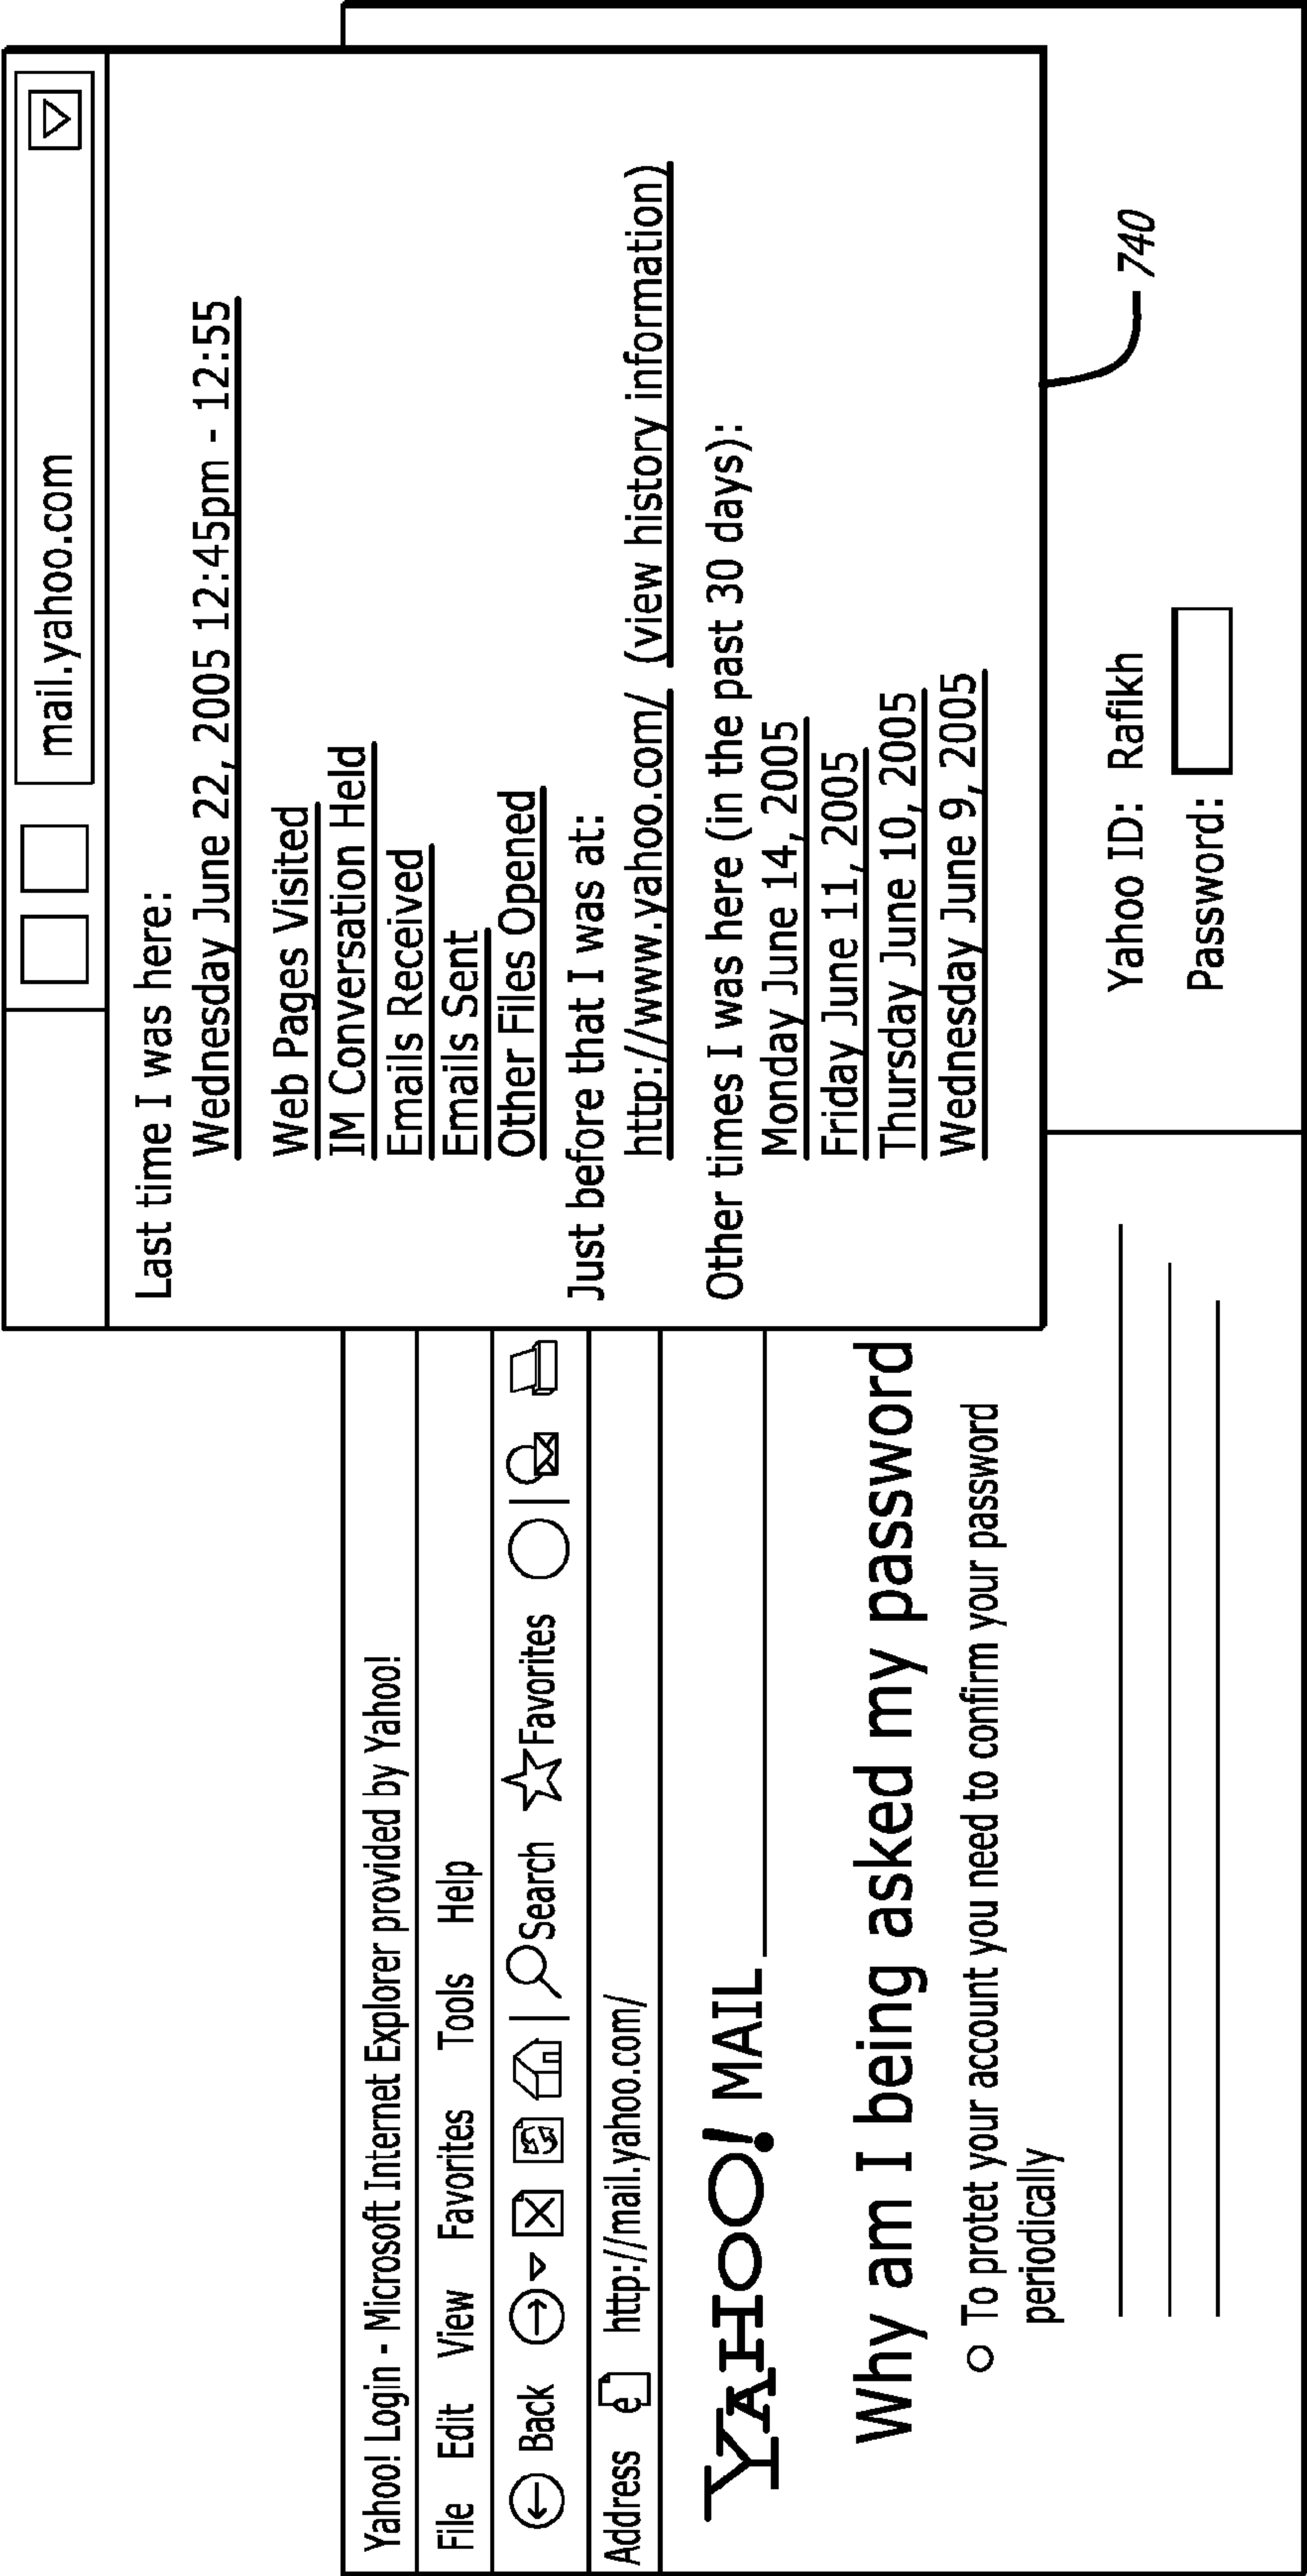 mail.yahoo.com
Last time I was here:
Wednesday June 22, 2005 12:45pm - 12:55
Web Pages Visited
IM Conversation Held
Emails Received
Emails Sent
Other Files Opened
Just before that I was at:
http://www.yahoo.com/ (view history information)
Other times I was here (in the past 30 days):
Monday June 14, 2005
Friday June 11, 2005
Thursday June 10, 2005
Wednesday June 9, 2005
740
Yahoo! Login - Microsoft Internet Explorer provided by Yahoo!
File Edit View Favorites Tools Help
Back Search Favorites
Address e http://mail.yahoo.com/
YAHOO! MAIL
Why am I being asked my password
To protet your account you need to confirm your password
periodically
Yahoo ID: Rafikh
Password: